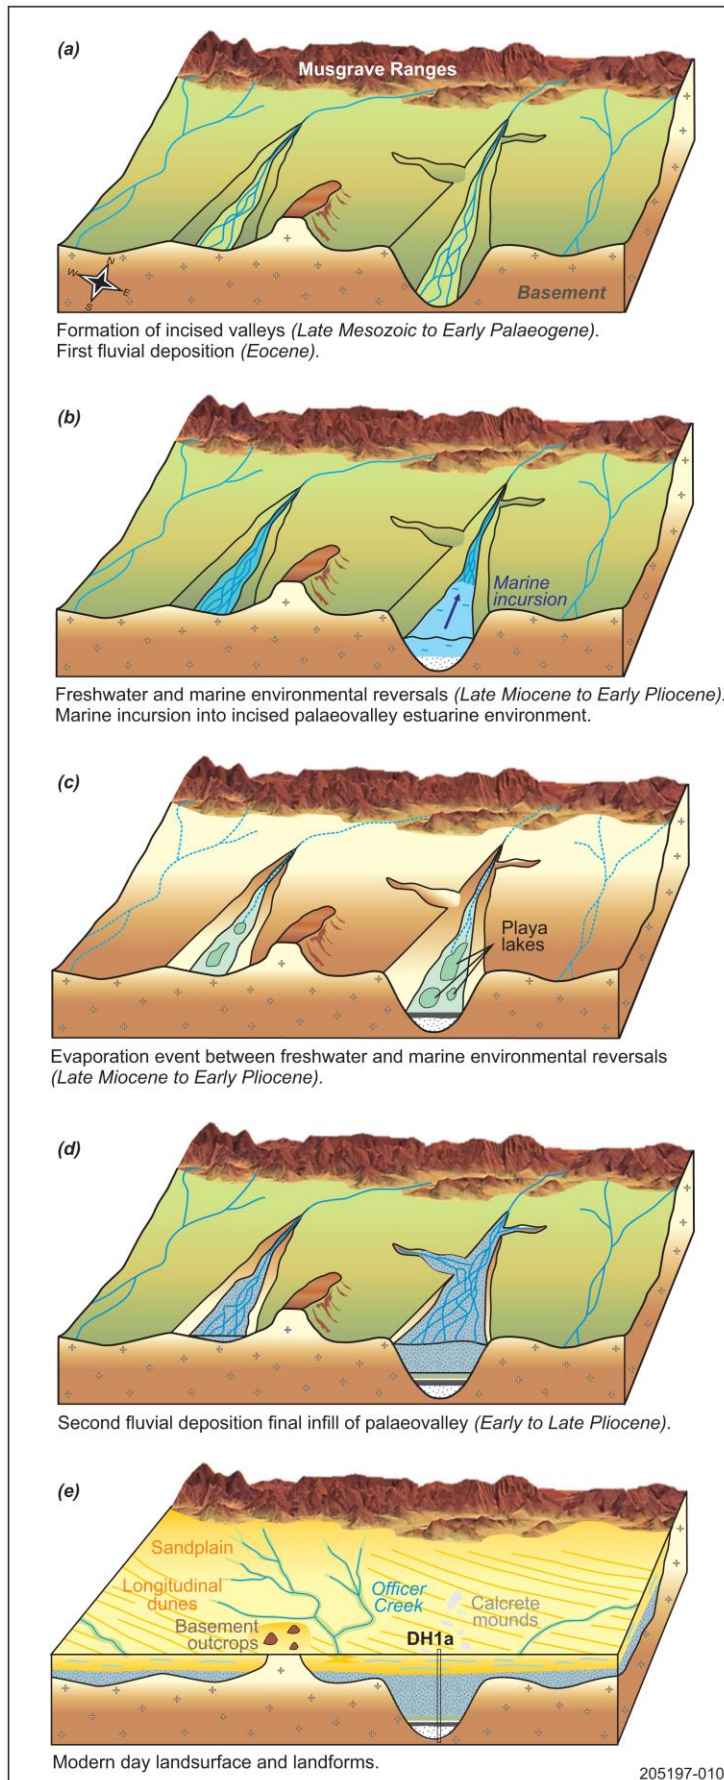 (a)
Musgrave Ranges
N
W
E
S
Basement
Formation of incised valleys (Late Mesozoic to Early Palaeogene).
First fluvial deposition (Eocene).
(b)
Marine
incursion
Freshwater and marine environmental reversals (Late Miocene to Early Pliocene).
Marine incursion into incised palaeovalley estuarine environment.
(c)
Playa
lakes
Evaporation event between freshwater and marine environmental reversals
(Late Miocene to Early Pliocene).
(d)
Second fluvial deposition final infill of palaeovalley (Early to Late Pliocene).
(e)
Sandplain
Longitudinal
dunes
Officer
Creek
Calcrete
mounds
Basement
outcrops
DH1a
Modern day landsurface and landforms.
205197-010